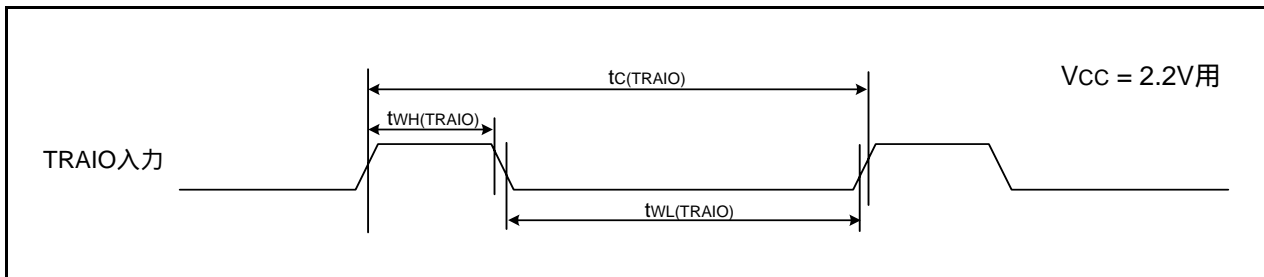 tC(TRAIO)
VCC = 2.2V用
tWH(TRAIO)
TRAIO入力
tWL(TRAIO)